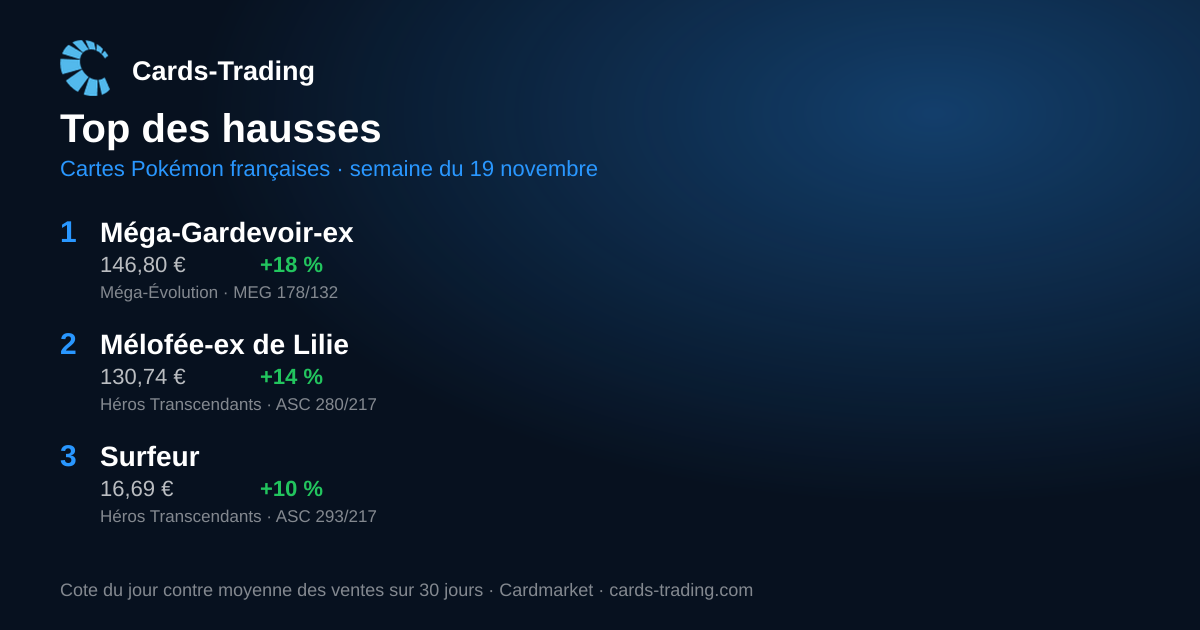 Cards-Trading
Top des hausses
Cartes Pokémon françaises · semaine du 19 novembre
1 Méga-Gardevoir-ex
146,80 € +18 %
Méga-Évolution · MEG 178/132
2 Mélofée-ex de Lilie
130,74 € +14 %
Héros Transcendants · ASC 280/217
3 Surfeur
16,69 € +10 %
Héros Transcendants · ASC 293/217
Cote du jour contre moyenne des ventes sur 30 jours · Cardmarket · cards-trading.com